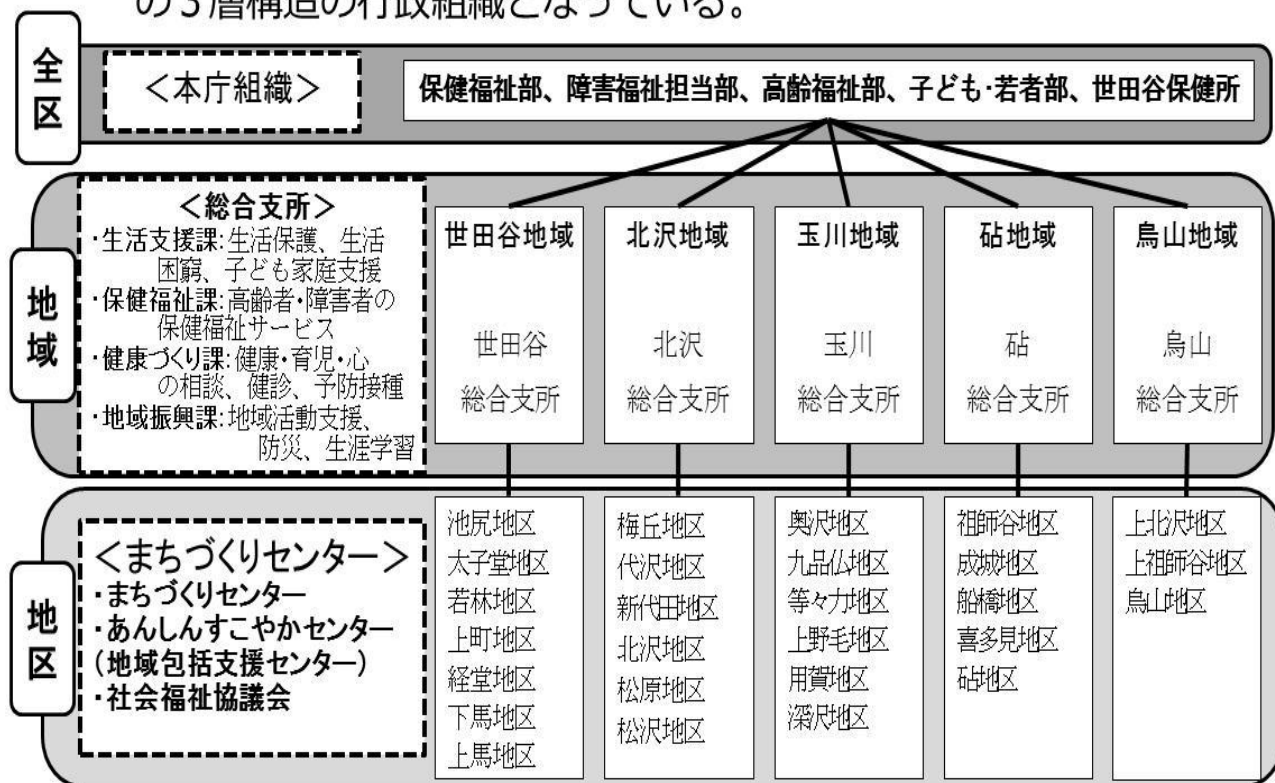 の3層構造の行政組織となっている。
全区
＜本庁組織＞
保健福祉部、障害福祉担当部、高齢福祉部、子ども・若者部、世田谷保健所
地域
＜総合支所＞
・生活支援課:生活保護、生活
困窮、子ども家庭支援
・保健福祉課:高齢者・障害者の
保健福祉サービス
・健康づくり課:健康・育児・心
の相談、健診、予防接種
・地域振興課:地域活動支援、
防災、生涯学習
世田谷地域
世田谷
総合支所
北沢地域
北沢
総合支所
玉川地域
玉川
総合支所
砧地域
砧
総合支所
烏山地域
烏山
総合支所
地区
＜まちづくりセンター＞
・まちづくりセンター
・あんしんすこやかセンター
(地域包括支援センター)
・社会福祉協議会
池尻地区
太子堂地区
若林地区
上町地区
経堂地区
下馬地区
上馬地区
梅丘地区
代沢地区
新代田地区
北沢地区
松原地区
松沢地区
奥沢地区
九品仏地区
等々力地区
上野毛地区
用賀地区
深沢地区
祖師谷地区
成城地区
船橋地区
喜多見地区
砧地区
上北沢地区
上祖師谷地区
烏山地区